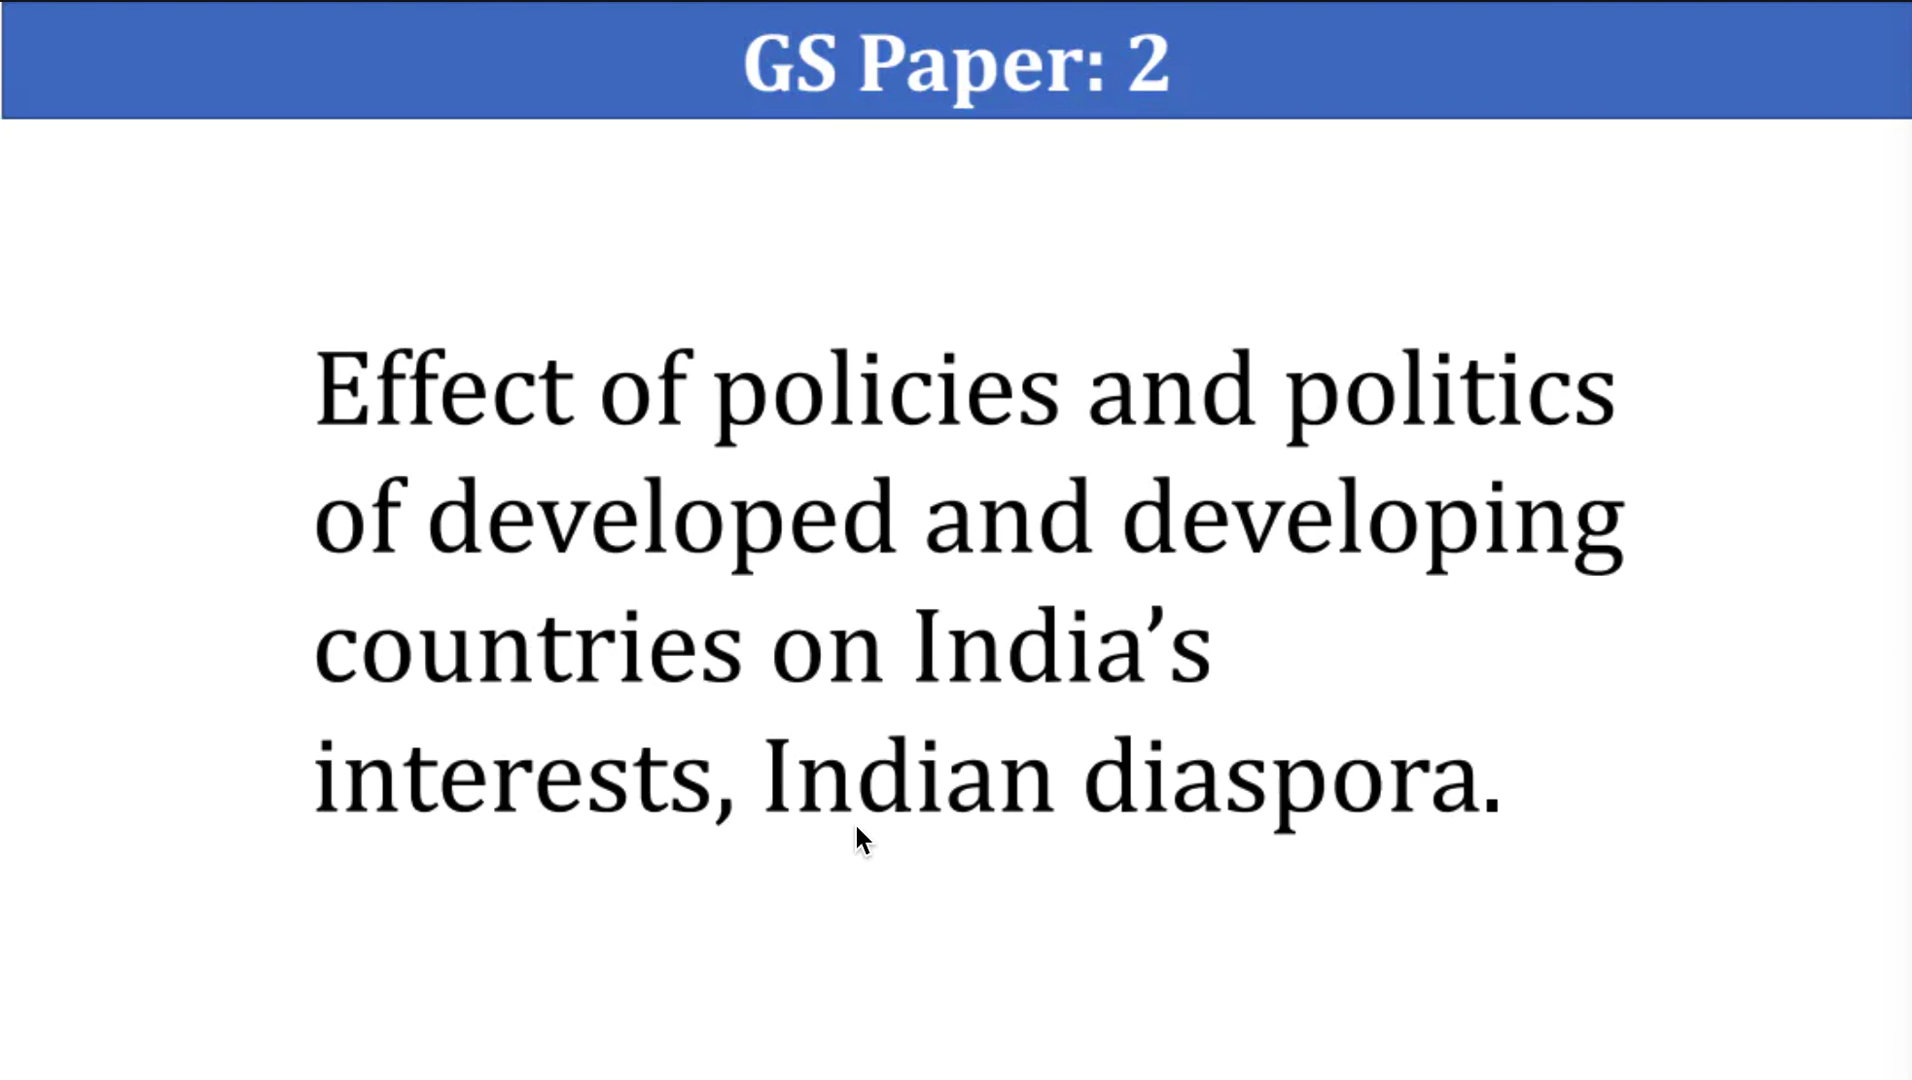 GS Paper: 2
Effect of policies and politics
of developed and developing
countries on India’s
interests, Indian diaspora.